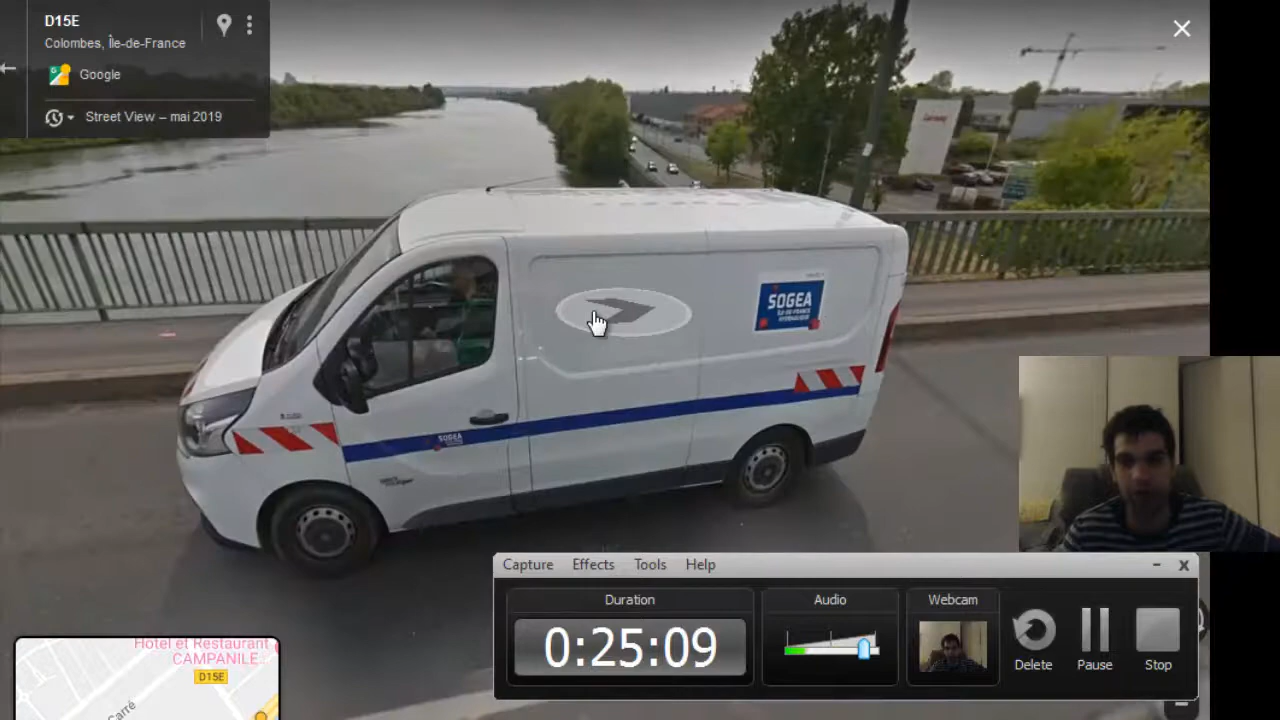 D15E
Colombes, Île-de-France
Google
Street View – mai 2019
SOGEA
ÎLE-DE-FRANCE
HYDRAULIQUE
SOGEA
Capture Effects Tools Help
Duration
0:25:09
Audio
Webcam
Delete
Pause
Stop
Hôtel et Restaurant
CAMPANILE...
D15E
Carré